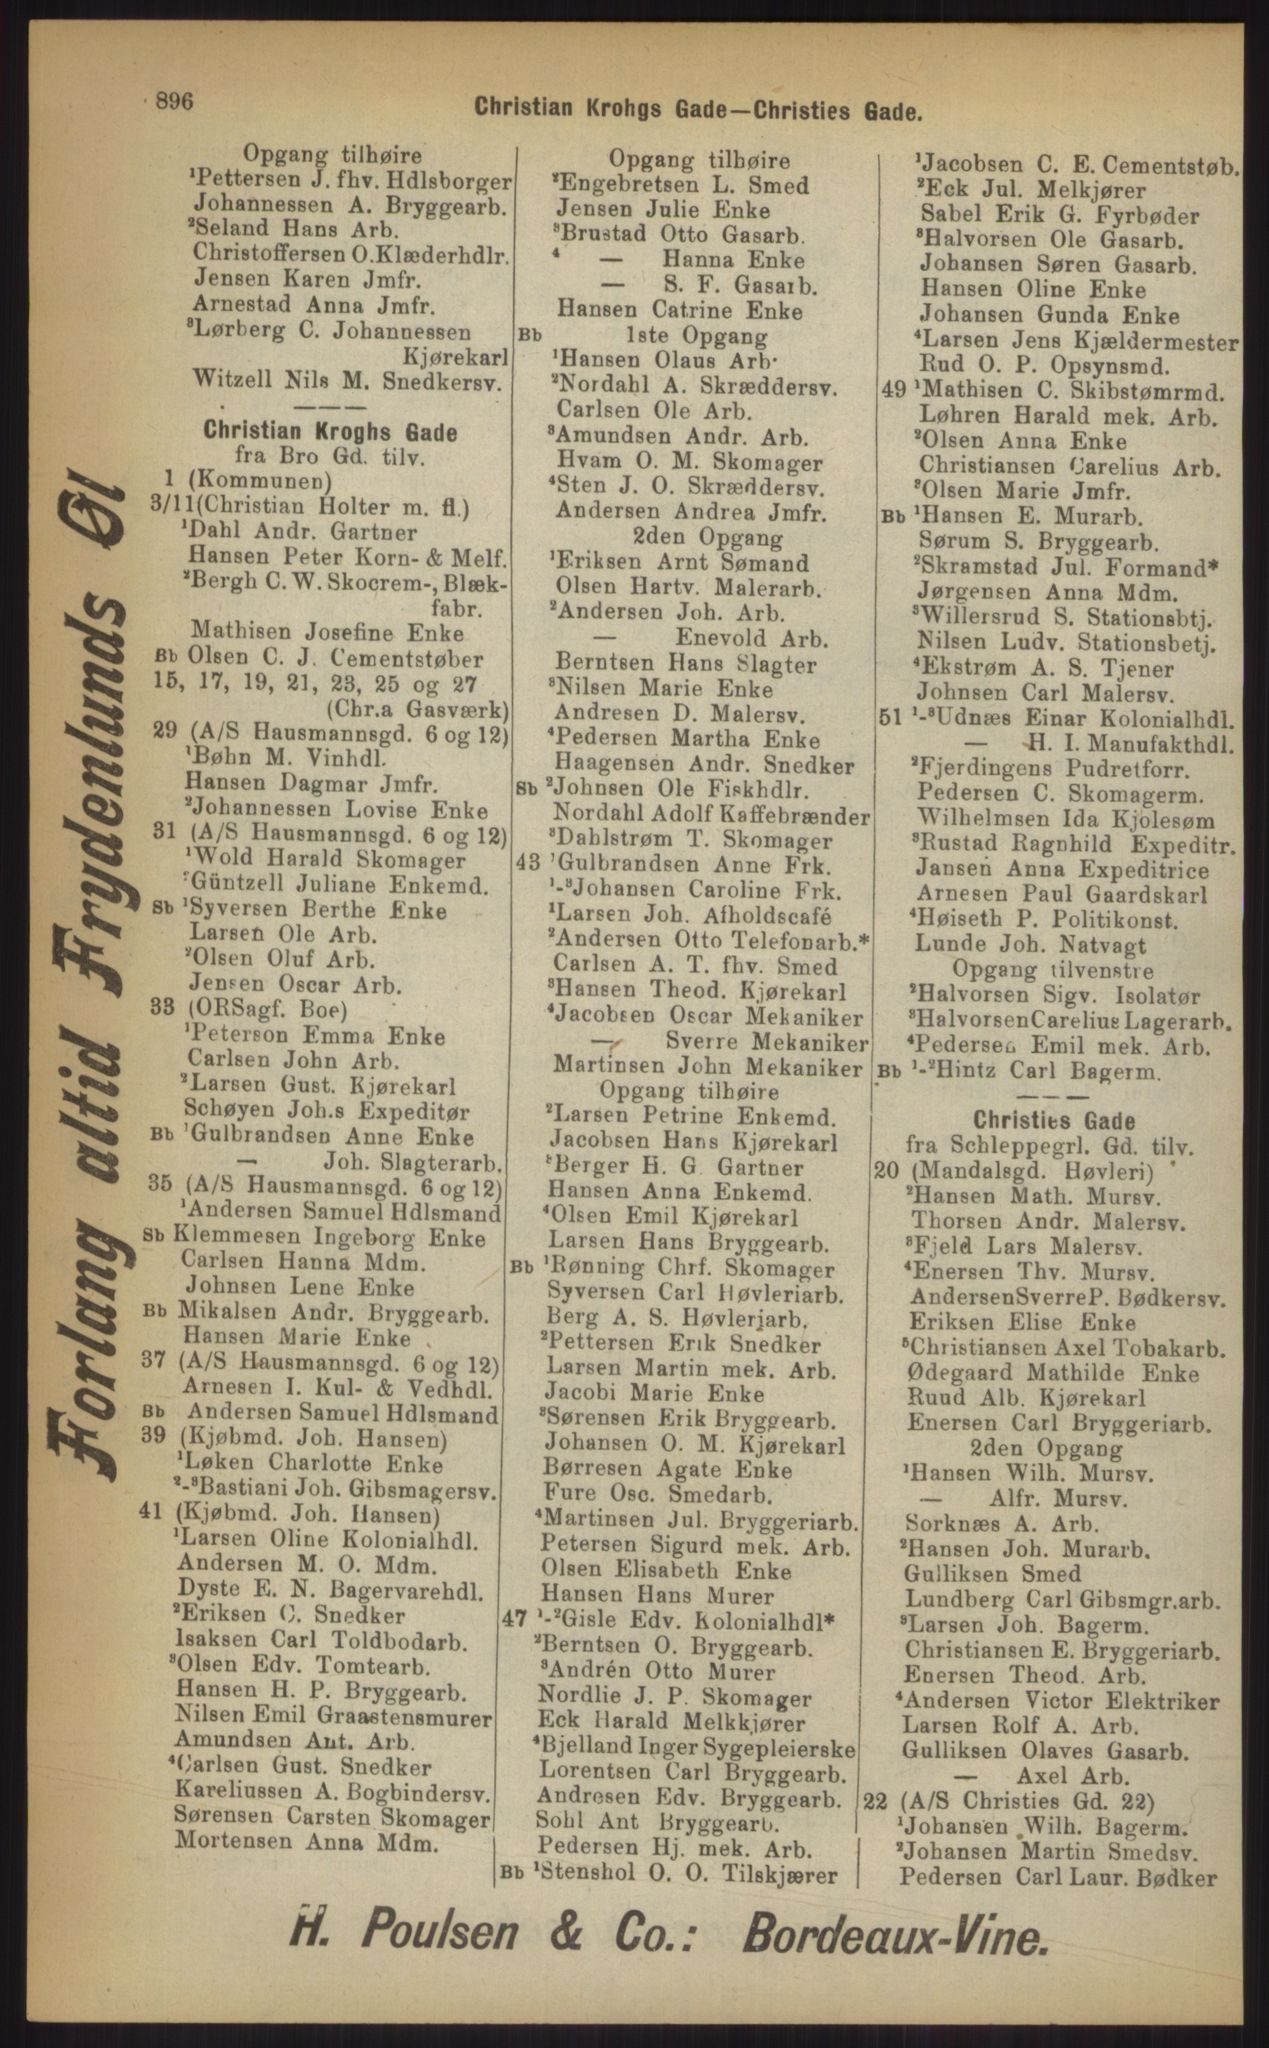 896
Christian Krohgs Gade—Christies Gade.
Opgang tilhøire
¹Pettersen J. fhv. Hdlsborger
Johannessen A. Bryggearb.
²Seland Hans Arb.
Christoffersen O. Klæderhdlr.
Jensen Karen Jmfr.
Arnestad Anna Jmfr.
³Lørberg C. Johannessen
Kjørekarl
Witzell Nils M. Snedkersv.
Christian Kroghs Gade
fra Bro Gd. tilv.
1 (Kommunen)
3/11 (Christian Holter m. fl.)
¹Dahl Andr. Gartner
Hansen Peter Korn- & Melf.
²Bergh C. W. Skocrem-, Blæk-
fabr.
Mathisen Josefine Enke
Bb Olsen C. J. Cementstøber
15, 17, 19, 21, 23, 25 og 27
(Chr.a Gasværk)
29 (A/S Hausmannsgd. 6 og 12)
¹Bøhn M. Vinhdl.
Hansen Dagmar Jmfr.
²Johannessen Lovise Enke
31 (A/S Hausmannsgd. 6 og 12)
¹Wold Harald Skomager
²Güntzell Juliane Enkemd.
Sb ¹Syversen Berthe Enke
Larsen Ole Arb.
²Olsen Oluf Arb.
Jensen Oscar Arb.
33 (ORSagf. Boe)
¹Peterson Emma Enke
Carlsen John Arb.
²Larsen Gust. Kjørekarl
Schøyen Joh.s Expeditør
Bb ¹Gulbrandsen Anne Enke
— Joh. Slagterarb.
35 (A/S Hausmannsgd. 6 og 12)
¹Andersen Samuel Hdlsmand
Sb Klemmesen Ingeborg Enke
Carlsen Hanna Mdm.
Johnsen Lene Enke
Bb Mikalsen Andr. Bryggearb.
Hansen Marie Enke
37 (A/S Hausmannsgd. 6 og 12)
Arnesen I. Kul- & Vedhdl.
Bb Andersen Samuel Hdlsmand
39 (Kjøbmd. Joh. Hansen)
¹Løken Charlotte Enke
²-³Bastiani Joh. Gibsmagersv.
41 (Kjøbmd. Joh. Hansen)
¹Larsen Oline Kolonialhdl.
Andersen M. O. Mdm.
Dyste E. N. Bagervarehdl.
²Eriksen C. Snedker
Isaksen Carl Toldbodarb.
³Olsen Edv. Tomtearb.
Hansen H. P. Bryggearb.
Nilsen Emil Graastensmurer
Amundsen Ant. Arb.
⁴Carlsen Gust. Snedker
Kareliussen A. Bogbindersv.
Sørensen Carsten Skomager
Mortensen Anna Mdm.
Opgang tilhøire
²Engebretsen L. Smed
Jensen Julie Enke
³Brustad Otto Gasarb.
⁴ — Hanna Enke
— S. F. Gasarb.
Hansen Catrine Enke
Bb 1ste Opgang
¹Hansen Olaus Arb.
²Nordahl A. Skræddersv.
Carlsen Ole Arb.
³Amundsen Andr. Arb.
Hvam O. M. Skomager
⁴Sten J. O. Skræddersv.
Andersen Andrea Jmfr.
2den Opgang
¹Eriksen Arnt Sømand
Olsen Hartv. Malerarb.
²Andersen Joh. Arb.
— Enevold Arb.
Berntsen Hans Slagter
³Nilsen Marie Enke
Andresen D. Malersv.
⁴Pedersen Martha Enke
Haagensen Andr. Snedker
Sb ²Johnsen Ole Fiskhdlr.
Nordahl Adolf Kaffebrænder
³Dahlstrøm T. Skomager
43 ¹Gulbrandsen Anne Frk.
¹-³Johansen Caroline Frk.
¹Larsen Joh. Afholdscafé
²Andersen Otto Telefonarb.*
Carlsen A. T. fhv. Smed
³Hansen Theod. Kjørekarl
⁴Jacobsen Oscar Mekaniker
— Sverre Mekaniker
Martinsen John Mekaniker
Opgang tilhøire
²Larsen Petrine Enkemd.
Jacobsen Hans Kjørekarl
³Berger H. G. Gartner
Hansen Anna Enkemd.
⁴Olsen Emil Kjørekarl
Larsen Hans Bryggearb.
Bb ¹Rønning Chrf. Skomager
Syversen Carl Høvleriarb.
Berg A. S. Høvleriarb.
²Pettersen Erik Snedker
Larsen Martin mek. Arb.
Jacobi Marie Enke
³Sørensen Erik Bryggearb.
Johansen O. M. Kjørekarl
Børresen Agate Enke
Fure Osc. Smedarb.
⁴Martinsen Jul. Bryggeriarb.
Petersen Sigurd mek. Arb.
Olsen Elisabeth Enke
Hansen Hans Murer
47 ¹-²Gisle Edv. Kolonialhdl*
²Berntsen O. Bryggearb.
³Andrén Otto Murer
Nordlie J. P. Skomager
Eck Harald Melkkjører
⁴Bjelland Inger Sygepleierske
Lorentsen Carl Bryggearb.
Andresen Edv. Bryggearb.
Sohl Ant Bryggearb.
Pedersen Hj. mek. Arb.
Bb ¹Stenshol O. O. Tilskjærer
¹Jacobsen C. E. Cementstøb.
²Eck Jul. Melkjører
Sabel Erik G. Fyrbøder
³Halvorsen Ole Gasarb.
Johansen Søren Gasarb.
Hansen Oline Enke
Johansen Gunda Enke
⁴Larsen Jens Kjældermester
Rud O. P. Opsynsmd.
49 ¹Mathisen C. Skibstømrmd.
Løhren Harald mek. Arb.
²Olsen Anna Enke
Christiansen Carelius Arb.
³Olsen Marie Jmfr.
Bb ¹Hansen E. Murarb.
Sørum S. Bryggearb.
²Skramstad Jul. Formand*
Jørgensen Anna Mdm.
³Willersrud S. Stationsbtj.
Nilsen Ludv. Stationsbetj.
⁴Ekstrøm A. S. Tjener
Johnsen Carl Malersv.
51 ¹-³Udnæs Einar Kolonialhdl.
— H. I. Manufakthdl.
²Fjerdingens Pudretforr.
Pedersen C. Skomagerm.
Wilhelmsen Ida Kjolesøm
³Rustad Ragnhild Expeditr.
Jansen Anna Expeditrice
Arnesen Paul Gaardskarl
⁴Høiseth P. Politikonst.
Lunde Joh. Natvagt
Opgang tilvenstre
²Halvorsen Sigv. Isolatør
³Halvorsen Carelius Lagerarb.
⁴Pedersen Emil mek. Arb.
Bb ¹-²Hintz Carl Bagerm.
Christies Gade
fra Schleppegrl. Gd. tilv.
20 (Mandalsgd. Høvleri)
²Hansen Math. Mursv.
Thorsen Andr. Malersv.
³Fjeld Lars Malersv.
⁴Enersen Thv. Mursv.
Andersen Sverre P. Bødkersv.
Eriksen Elise Enke
⁵Christiansen Axel Tobakarb.
Ødegaard Mathilde Enke
Ruud Alb. Kjørekarl
Enersen Carl Bryggeriarb.
2den Opgang
¹Hansen Wilh. Mursv.
— Alfr. Mursv.
Sorknæs A. Arb.
²Hansen Joh. Murarb.
Gulliksen Smed
Lundberg Carl Gibsmgr.arb.
³Larsen Joh. Bagerm.
Christiansen E. Bryggeriarb.
Enersen Theod. Arb.
⁴Andersen Victor Elektriker
Larsen Rolf A. Arb.
Gulliksen Olaves Gasarb.
— Axel Arb.
22 (A/S Christies Gd. 22)
¹Johansen Wilh. Bagerm.
²Johansen Martin Smedsv.
Pedersen Carl Laur. Bødker
Forlang altid Frydenlunds Øl
H. Poulsen & Co.: Bordeaux-Vine.